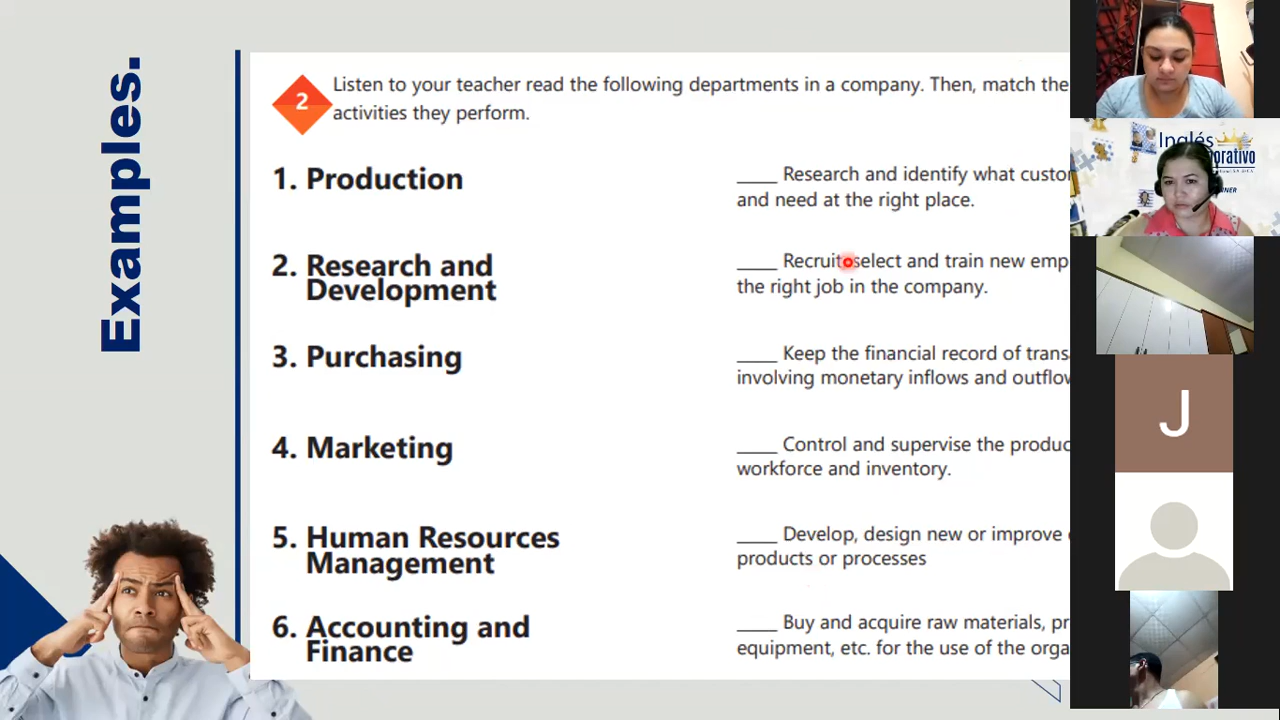 Examples.
2
Listen to your teacher read the following departments in a company. Then, match the
activities they perform.
1. Production
2. Research and
Development
3. Purchasing
4. Marketing
5. Human Resources
Management
6. Accounting and
Finance
____ Research and identify what custo
and need at the right place.
____ Recruit select and train new emp
the right job in the company.
____ Keep the financial record of trans
involving monetary inflows and outflow
____ Control and supervise the produc
workforce and inventory.
____ Develop, design new or improve
products or processes
____ Buy and acquire raw materials, pr
equipment, etc. for the use of the orga
Inglés
orativo
J